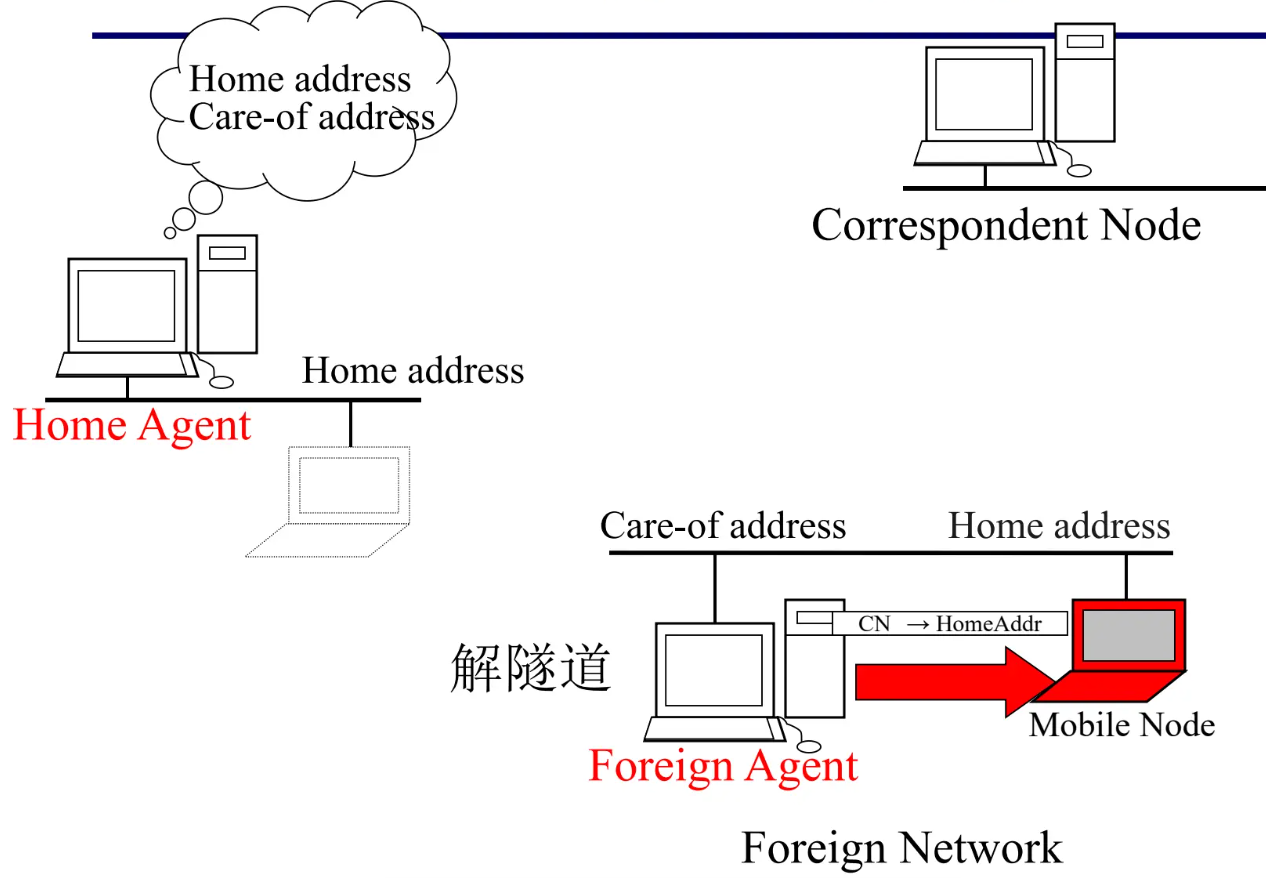 Home address
Care-of address
Correspondent Node
Home address
Home Agent
Care-of address
Home address
CN → HomeAddr
解隧道
Mobile Node
Foreign Agent
Foreign Network